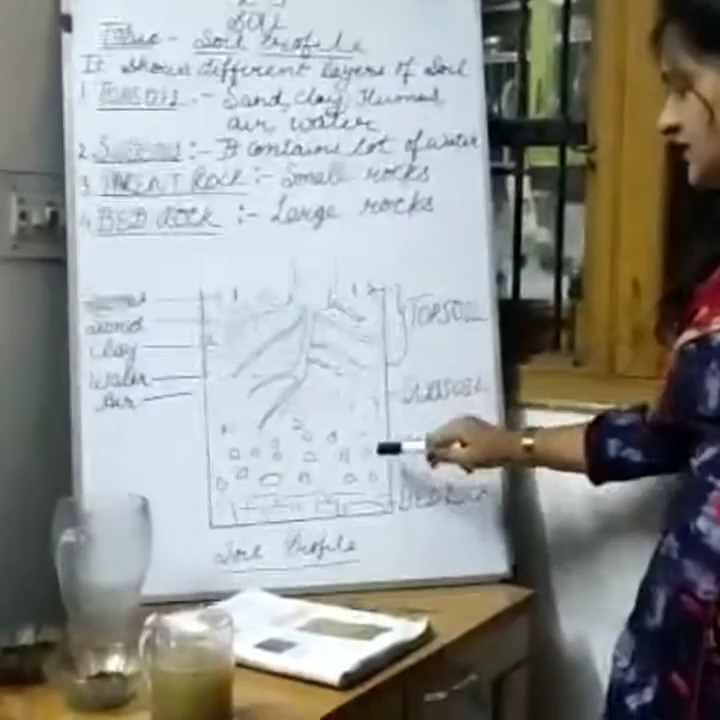 Soil
Topic - Soil Profile
It shows different layers of Soil
1 TOPSOIL :- Sand, clay, Humus,
air, water
2 :- It contains lot of water
3 PARENT ROCK :- Small rocks
4 BED ROCK :- Large rocks
TOPSOIL
Sand
Clay
Water
Air
Soil Profile